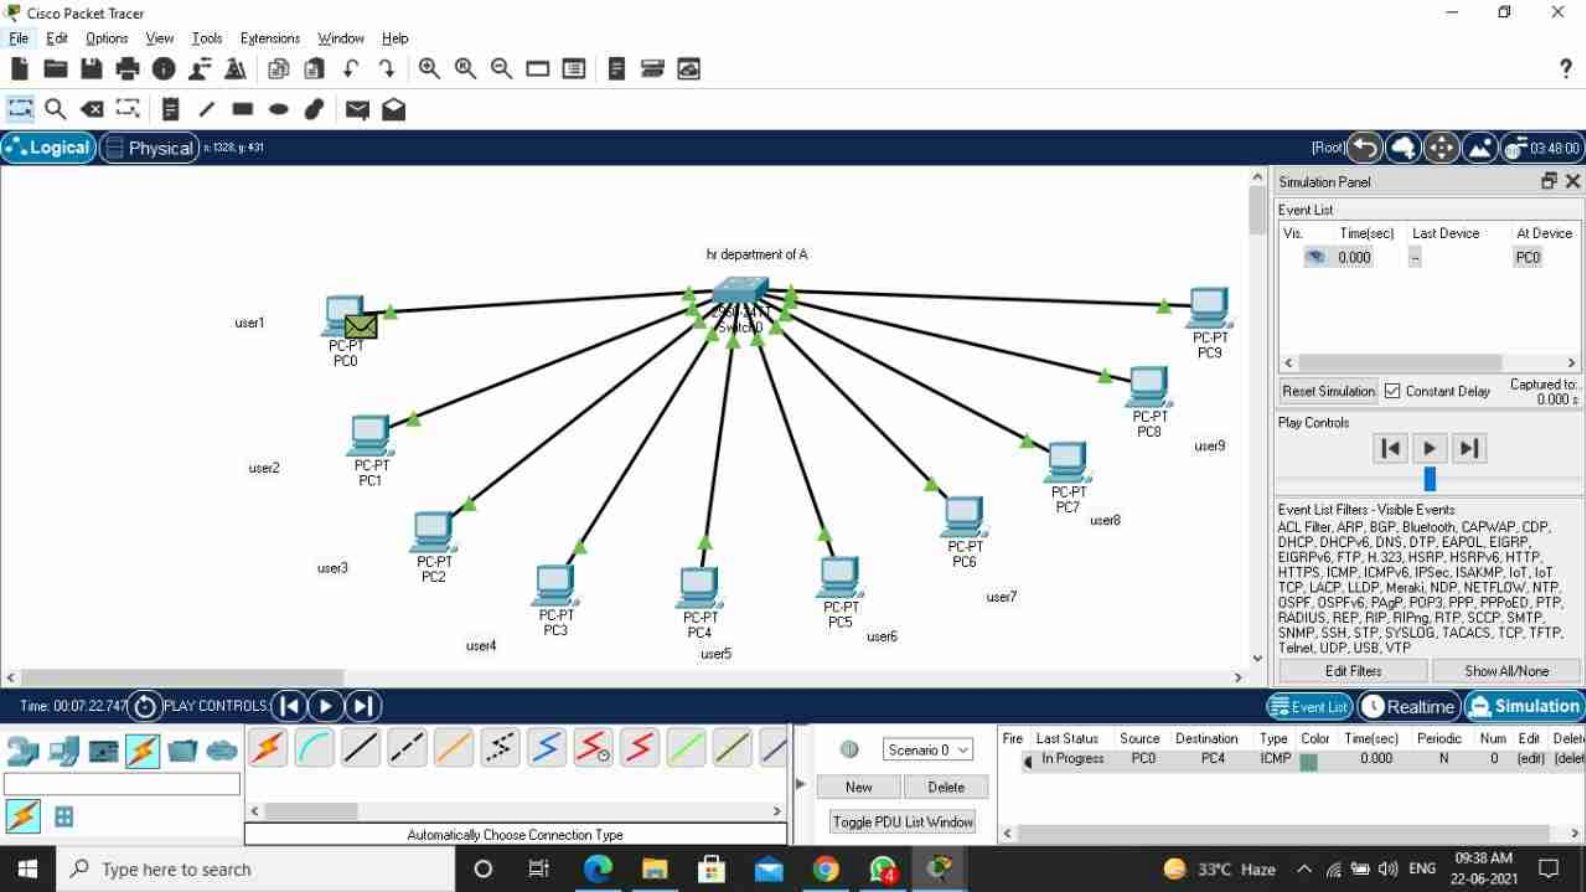 Cisco Packet Tracer
File Edit Options View Tools Extensions Window Help
?
Logical Physical x: 1328, y: 431 [Root] 03:48:00
hr department of A
Switch0
user1
PC-PT
PC0
user2
PC-PT
PC1
user3
PC-PT
PC2
user4
PC-PT
PC3
PC-PT
PC4
user5
PC-PT
PC5
user6
PC-PT
PC6
user7
PC-PT
PC7
user8
PC-PT
PC8
user9
PC-PT
PC9
Simulation Panel
Event List
Vis. Time(sec) Last Device At Device
0.000 -- PC0
Reset Simulation Constant Delay Captured to:
0.000 s
Play Controls
Event List Filters - Visible Events
ACL Filter, ARP, BGP, Bluetooth, CAPWAP, CDP,
DHCP, DHCPv6, DNS, DTP, EAPOL, EIGRP,
EIGRPv6, FTP, H.323, HSRP, HSRPv6, HTTP,
HTTPS, ICMP, ICMPv6, IPSec, ISAKMP, IoT, IoT
TCP, LACP, LLDP, Meraki, NDP, NETFLOW, NTP,
OSPF, OSPFv6, PAgP, POP3, PPP, PPPoED, PTP,
RADIUS, REP, RIP, RIPng, RTP, SCCP, SMTP,
SNMP, SSH, STP, SYSLOG, TACACS, TCP, TFTP,
Telnet, UDP, USB, VTP
Edit Filters Show All/None
Time: 00:07:22.747 PLAY CONTROLS: Event List Realtime Simulation
Scenario 0
New Delete
Toggle PDU List Window
Automatically Choose Connection Type
Fire Last Status Source Destination Type Color Time(sec) Periodic Num Edit Delet
In Progress PC0 PC4 ICMP 0.000 N 0 (edit) (delet
Type here to search
4
33°C Haze ENG
09:38 AM
22-06-2021